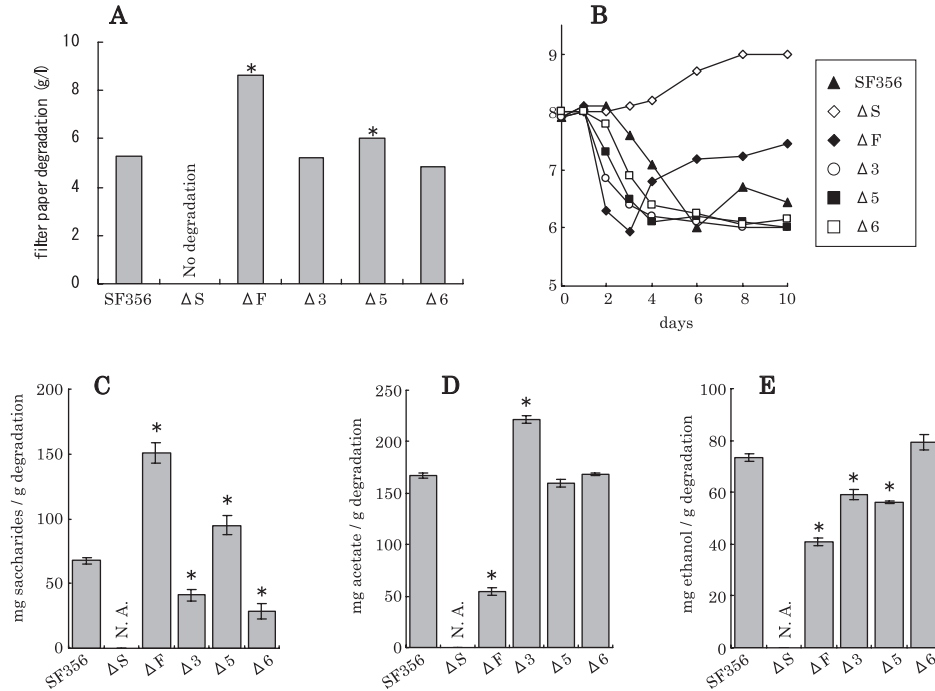 A
filter paper degradation (g/l)
10
8
6
4
2
0
*
*
No degradation
SF356 ΔS ΔF Δ3 Δ5 Δ6
B
9
8
7
6
5
0 2 4 6 8 10
days
SF356
ΔS
ΔF
Δ3
Δ5
Δ6
C
mg saccharides / g degradation
200
150
100
50
0
*
*
*
*
N. A.
SF356 ΔS ΔF Δ3 Δ5 Δ6
D
mg acetate / g degradation
250
200
150
100
50
0
*
*
N. A.
SF356 ΔS ΔF Δ3 Δ5 Δ6
E
mg ethanol / g degradation
100
80
60
40
20
0
*
*
*
N. A.
SF356 ΔS ΔF Δ3 Δ5 Δ6